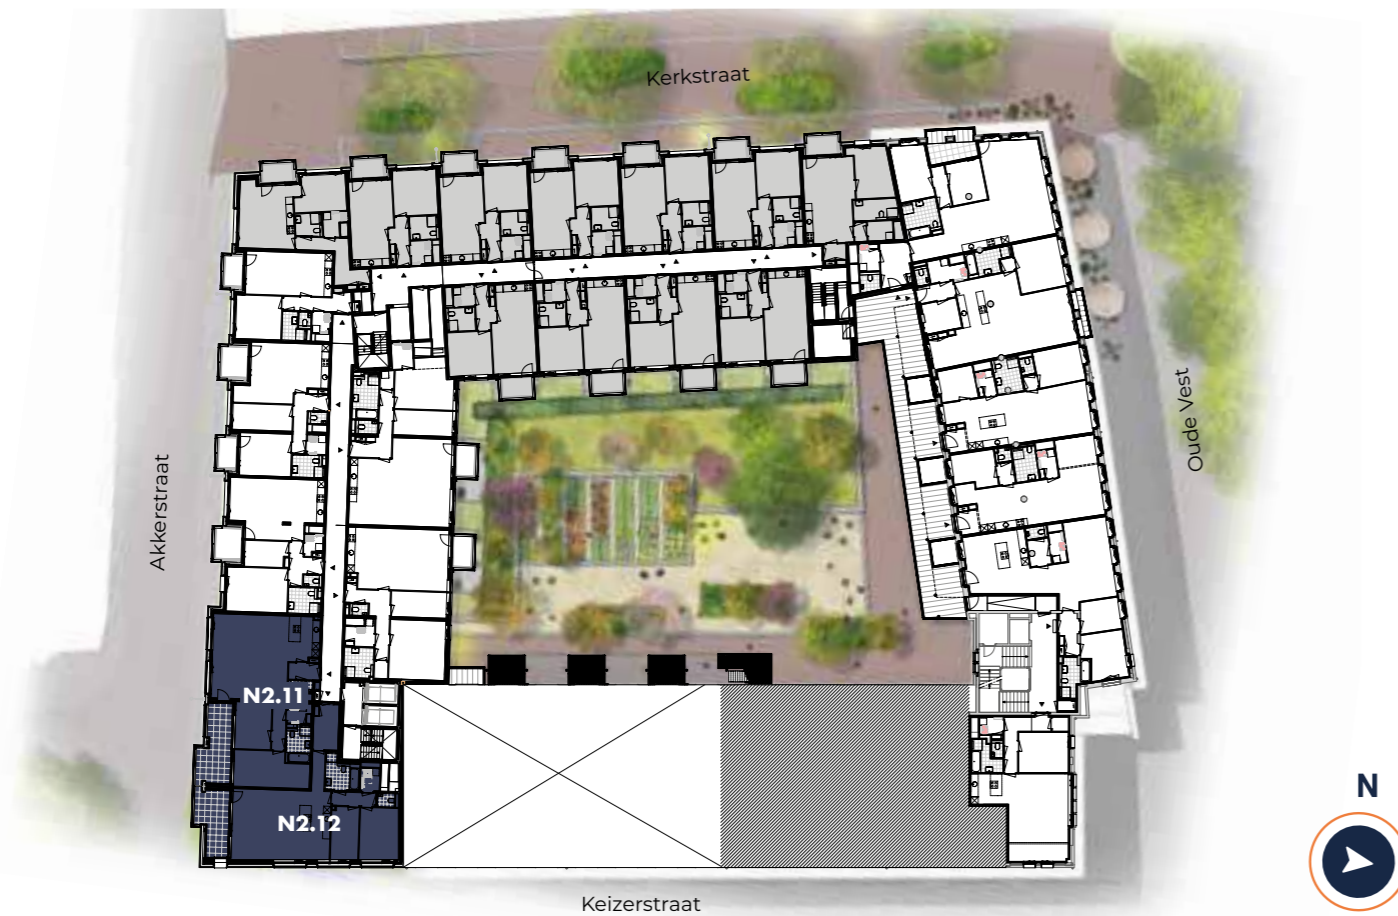 Kerkstraat
Oude Vest
Akkerstraat
N2.11
N2.12
N
Keizerstraat